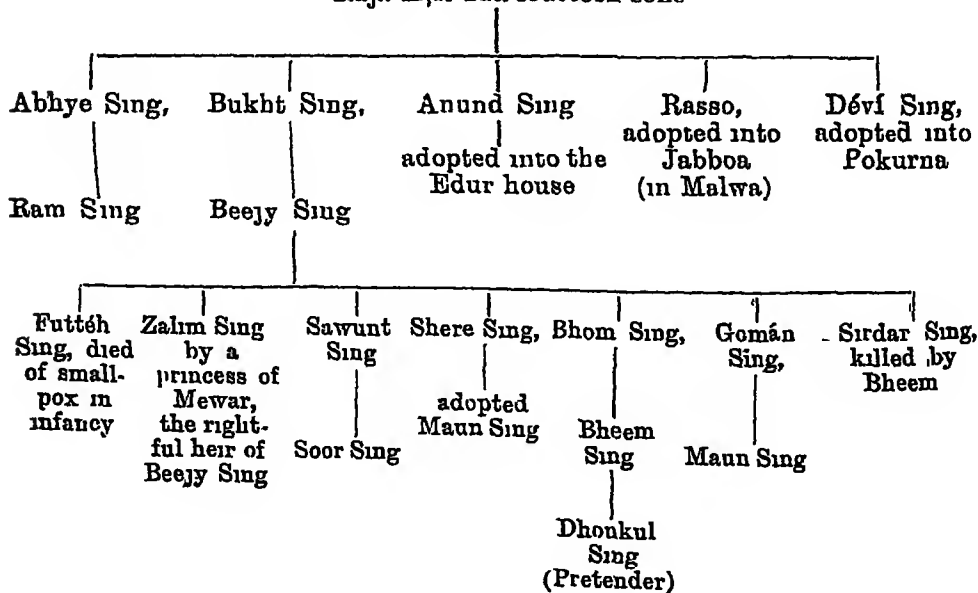 Abhye Sing,
Bukht Sing,
Anund Sing
adopted into the
Edur house
Rasso,
adopted into
Jabboa
(in Malwa)
Déví Sing,
adopted into
Pokurna
Ram Sing
Beejy Sing
Futtéh
Sing, died
of small-
pox in
infancy
Zalim Sing
by a
princess of
Mewar,
the right-
ful heir of
Beejy Sing
Sawunt
Sing
Soor Sing
Shere Sing,
adopted
Maun Sing
Bhom Sing,
Bheem
Sing
Dhonkul
Sing
(Pretender)
Gomán
Sing,
Maun Sing
Sirdar Sing,
killed by
Bheem